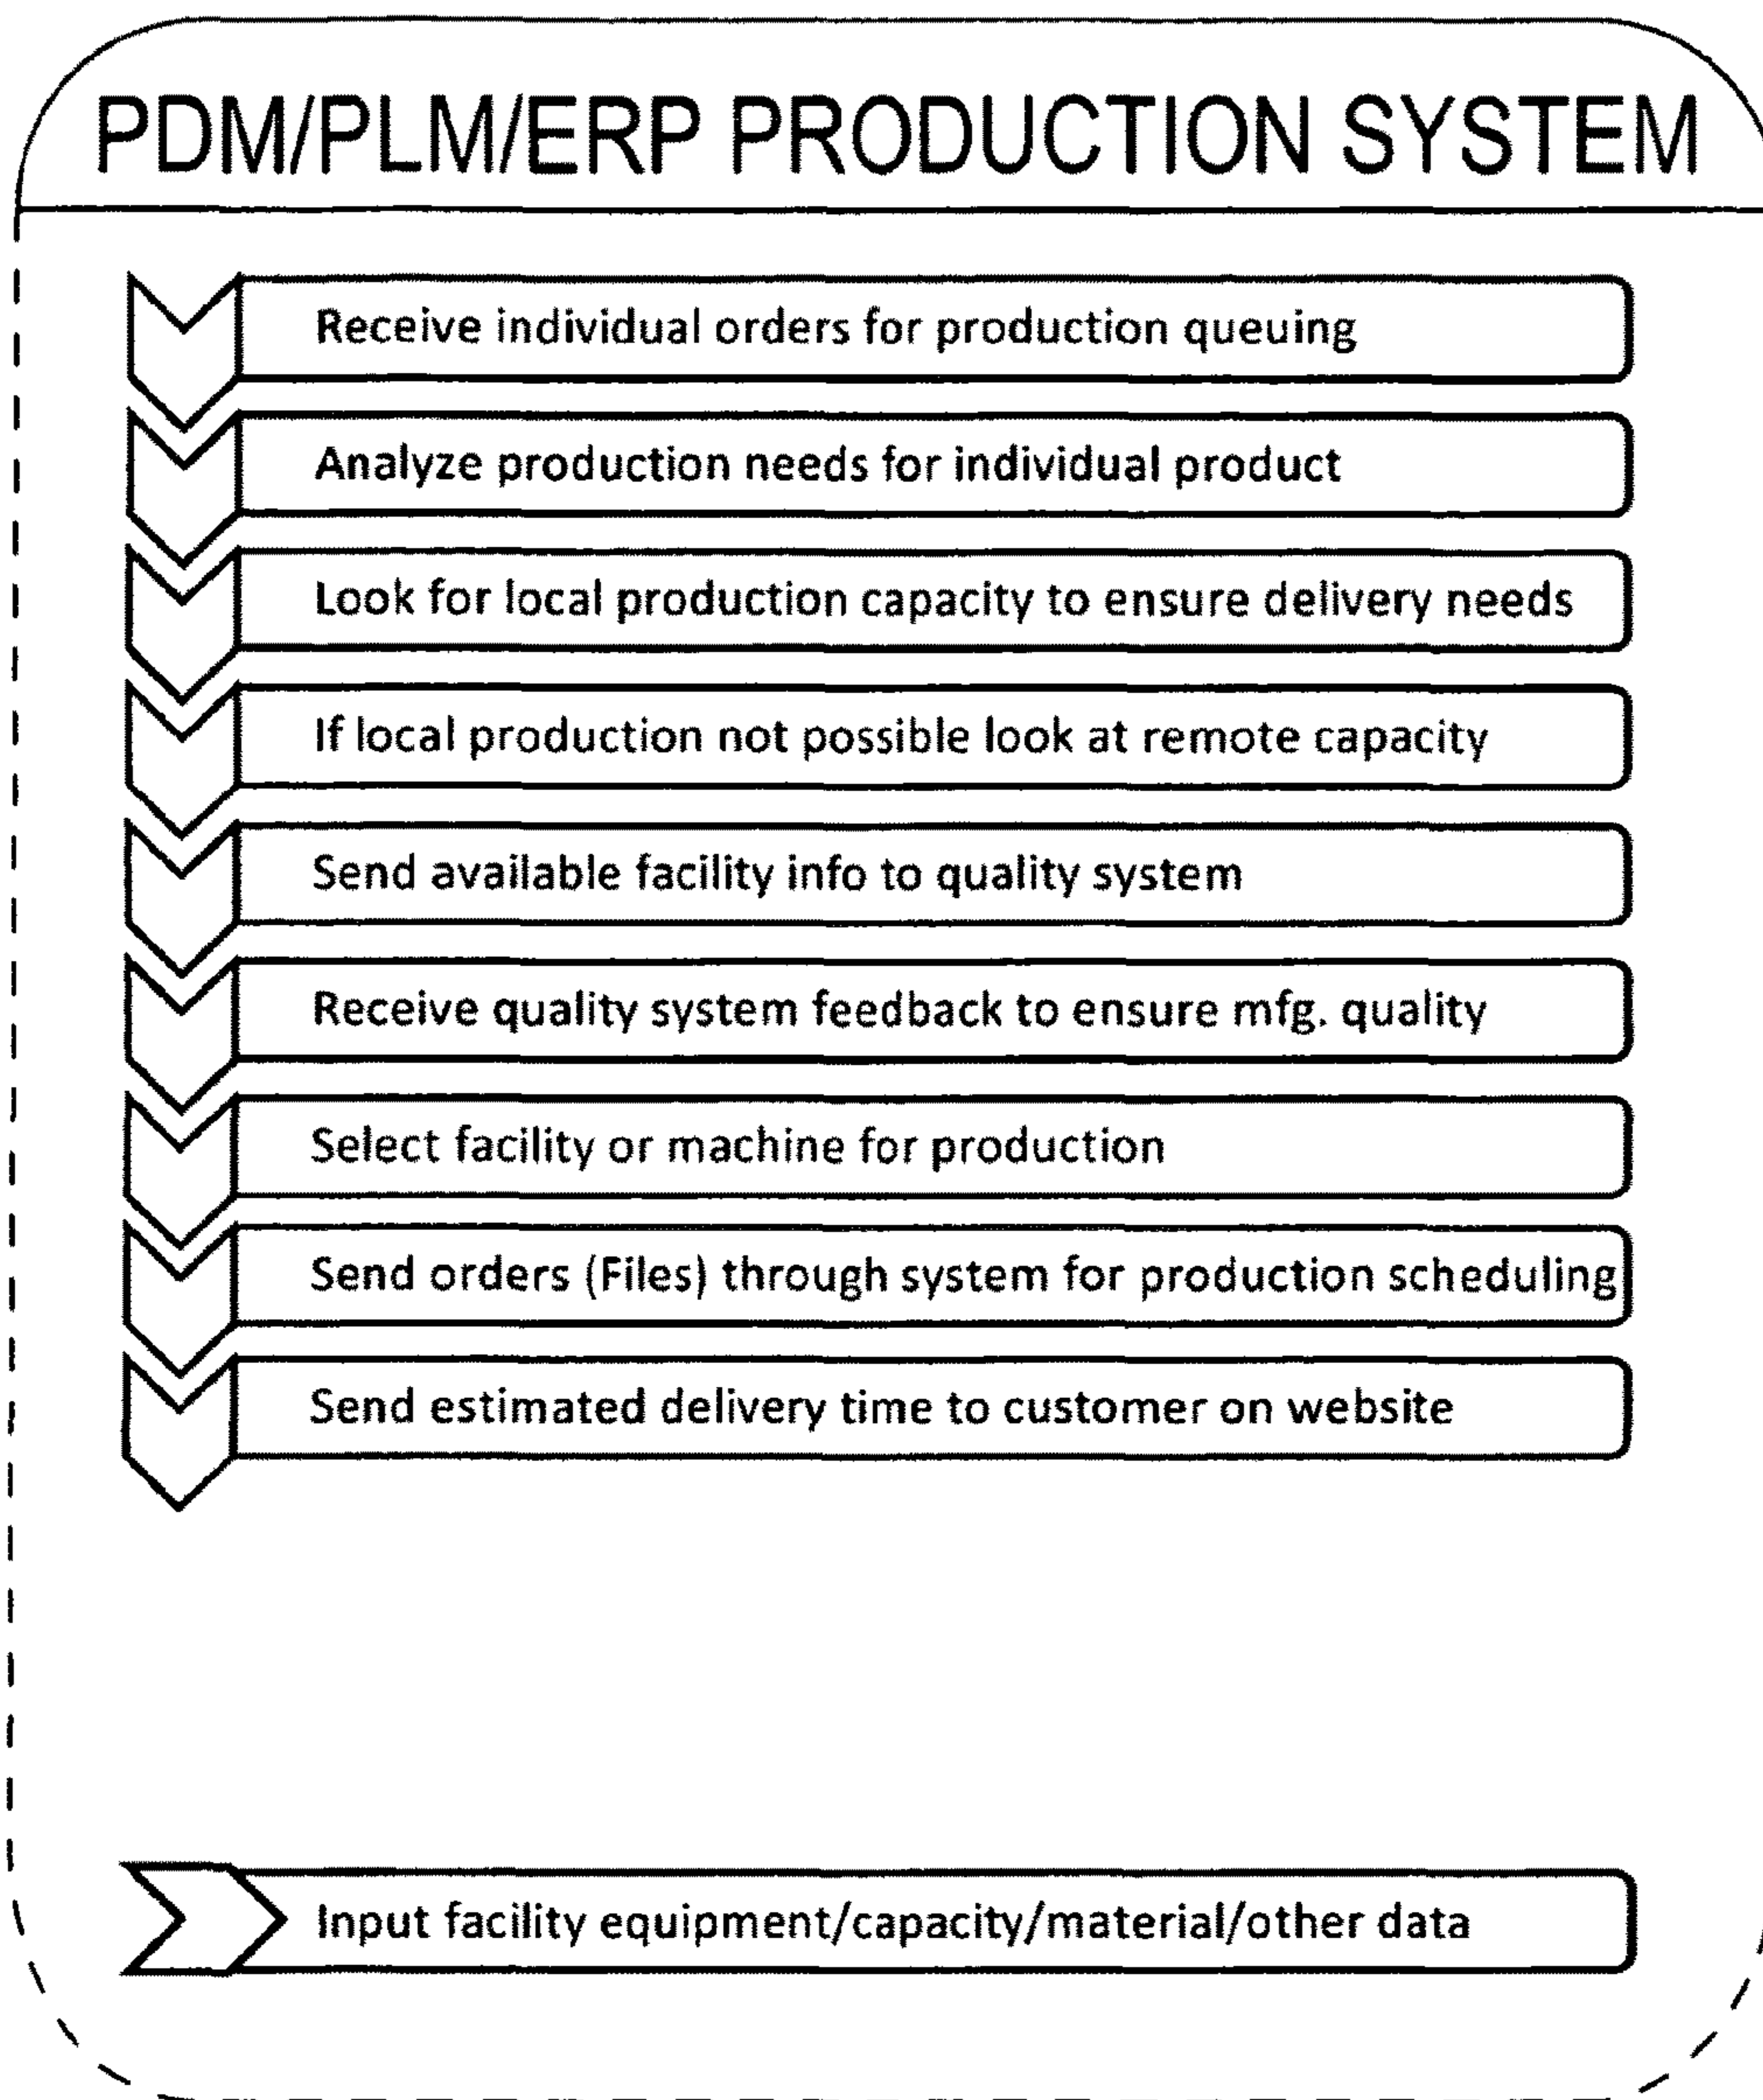 PDM/PLM/ERP PRODUCTION SYSTEM
Receive individual orders for production queuing
Analyze production needs for individual product
Look for local production capacity to ensure delivery needs
If local production not possible look at remote capacity
Send available facility info to quality system
Receive quality system feedback to ensure mfg. quality
Select facility or machine for production
Send orders (Files) through system for production scheduling
Send estimated delivery time to customer on website
Input facility equipment/capacity/material/other data